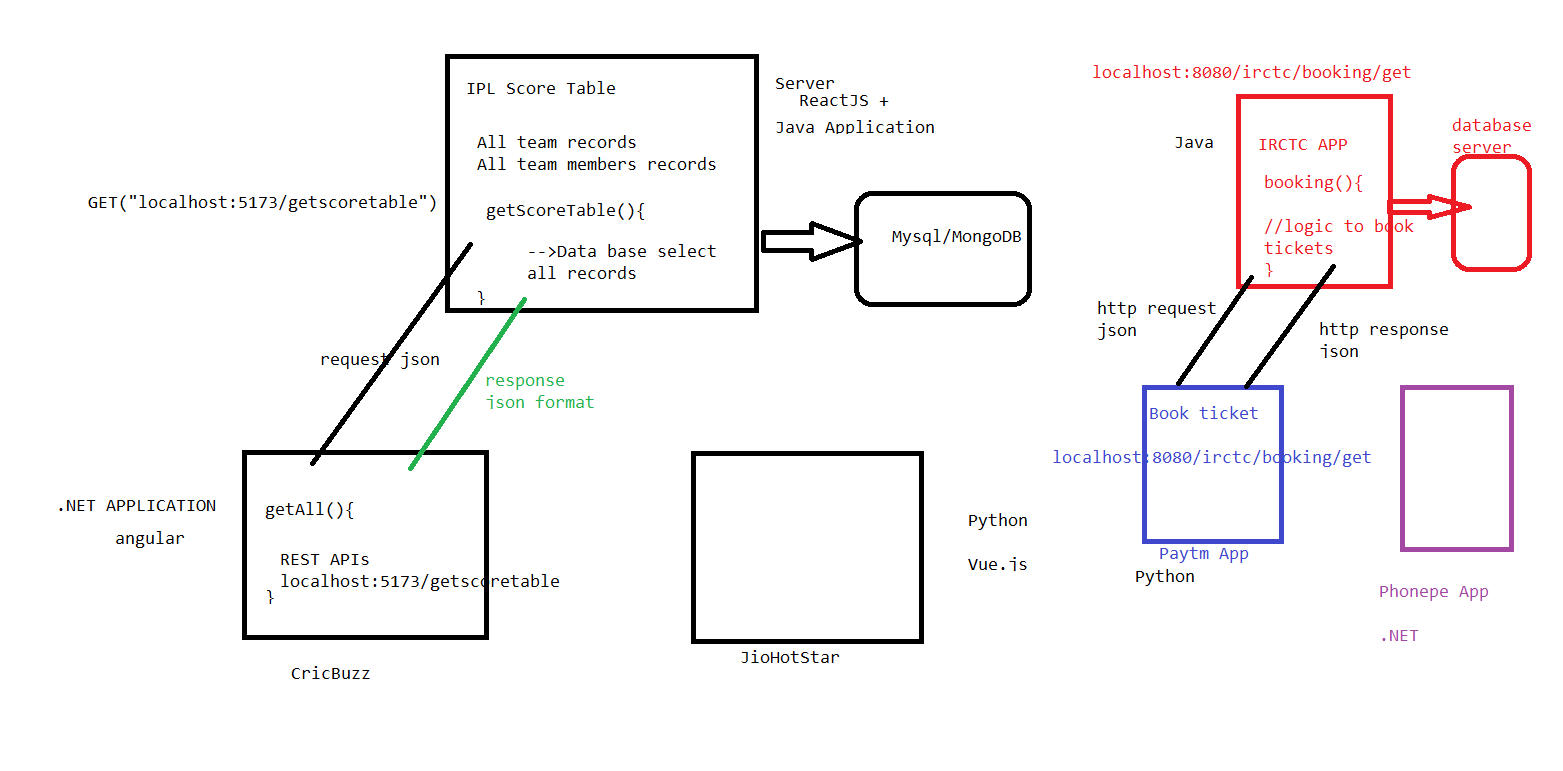 IPL Score Table
All team records
All team members records
GET("localhost:5173/getscoretable")
getScoreTable(){
-->Data base select
all records
}
Server
ReactJS +
Java Application
Mysql/MongoDB
request json
response
json format
.NET APPLICATION
angular
getAll(){
REST APIs
localhost:5173/getscoretable
}
CricBuzz
Python
Vue.js
JioHotStar
localhost:8080/irctc/booking/get
Java
IRCTC APP
booking(){
//logic to book
tickets
}
database
server
http request
json
http response
json
Book ticket
localhost:8080/irctc/booking/get
Paytm App
Python
Phonepe App
.NET